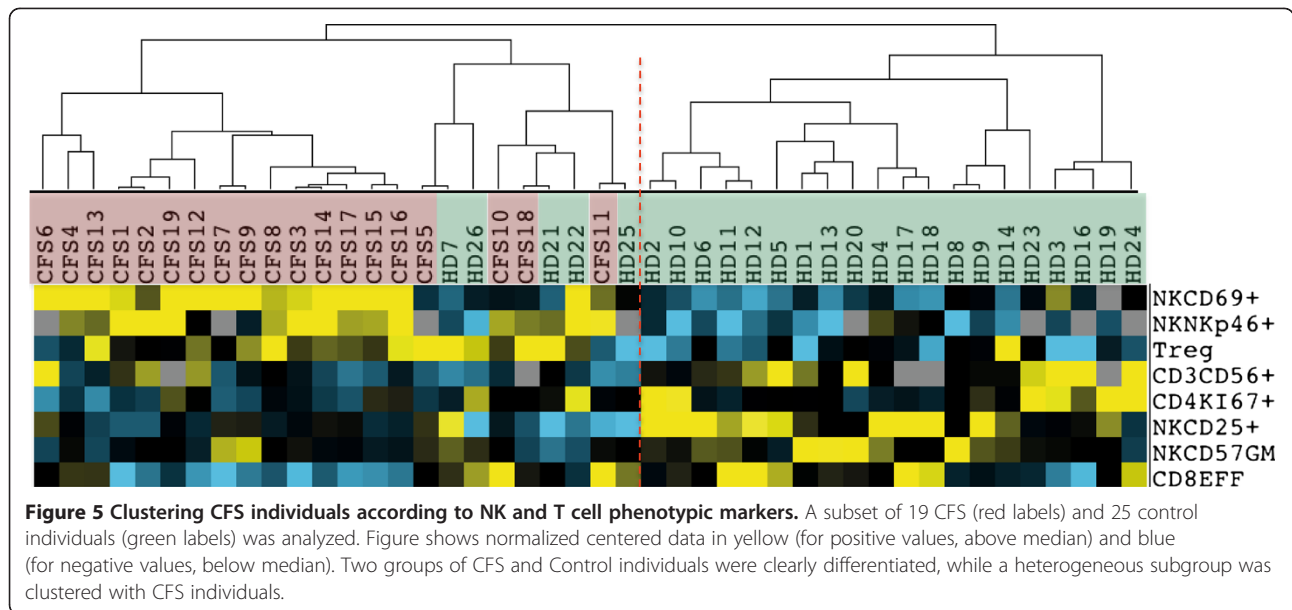 CFS6
CFS4
CFS13
CFS1
CFS2
CFS19
CFS12
CFS7
CFS9
CFS8
CFS3
CFS14
CFS17
CFS15
CFS16
CFS5
HD7
HD26
CFS10
CFS18
HD21
HD22
CFS11
HD25
HD2
HD10
HD6
HD11
HD12
HD5
HD1
HD13
HD20
HD4
HD17
HD18
HD8
HD9
HD14
HD23
HD3
HD16
HD19
HD24
NKCD69+
NKNKp46+
Treg
CD3CD56+
CD4KI67+
NKCD25+
NKCD57GM
CD8EFF
Figure 5 Clustering CFS individuals according to NK and T cell phenotypic markers. A subset of 19 CFS (red labels) and 25 control
individuals (green labels) was analyzed. Figure shows normalized centered data in yellow (for positive values, above median) and blue
(for negative values, below median). Two groups of CFS and Control individuals were clearly differentiated, while a heterogeneous subgroup was
clustered with CFS individuals.